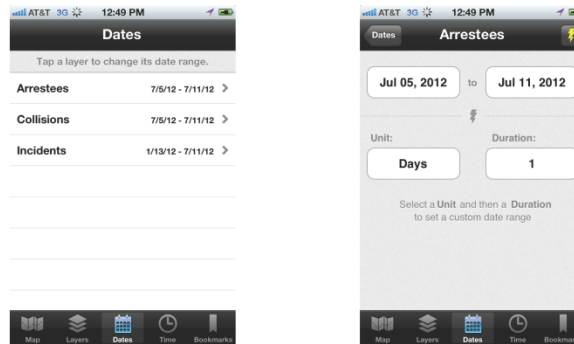 AT&T 3G 12:49 PM
Dates
Tap a layer to change its date range.
Arrestees 7/5/12 - 7/11/12
Collisions 7/5/12 - 7/11/12
Incidents 1/13/12 - 7/11/12
Map Layers Dates Time Bookmarks
AT&T 3G 12:49 PM
Dates Arrestees
Jul 05, 2012 to Jul 11, 2012
Unit: Duration:
Days 1
Select a Unit and then a Duration
to set a custom date range
Map Layers Dates Time Bookmar